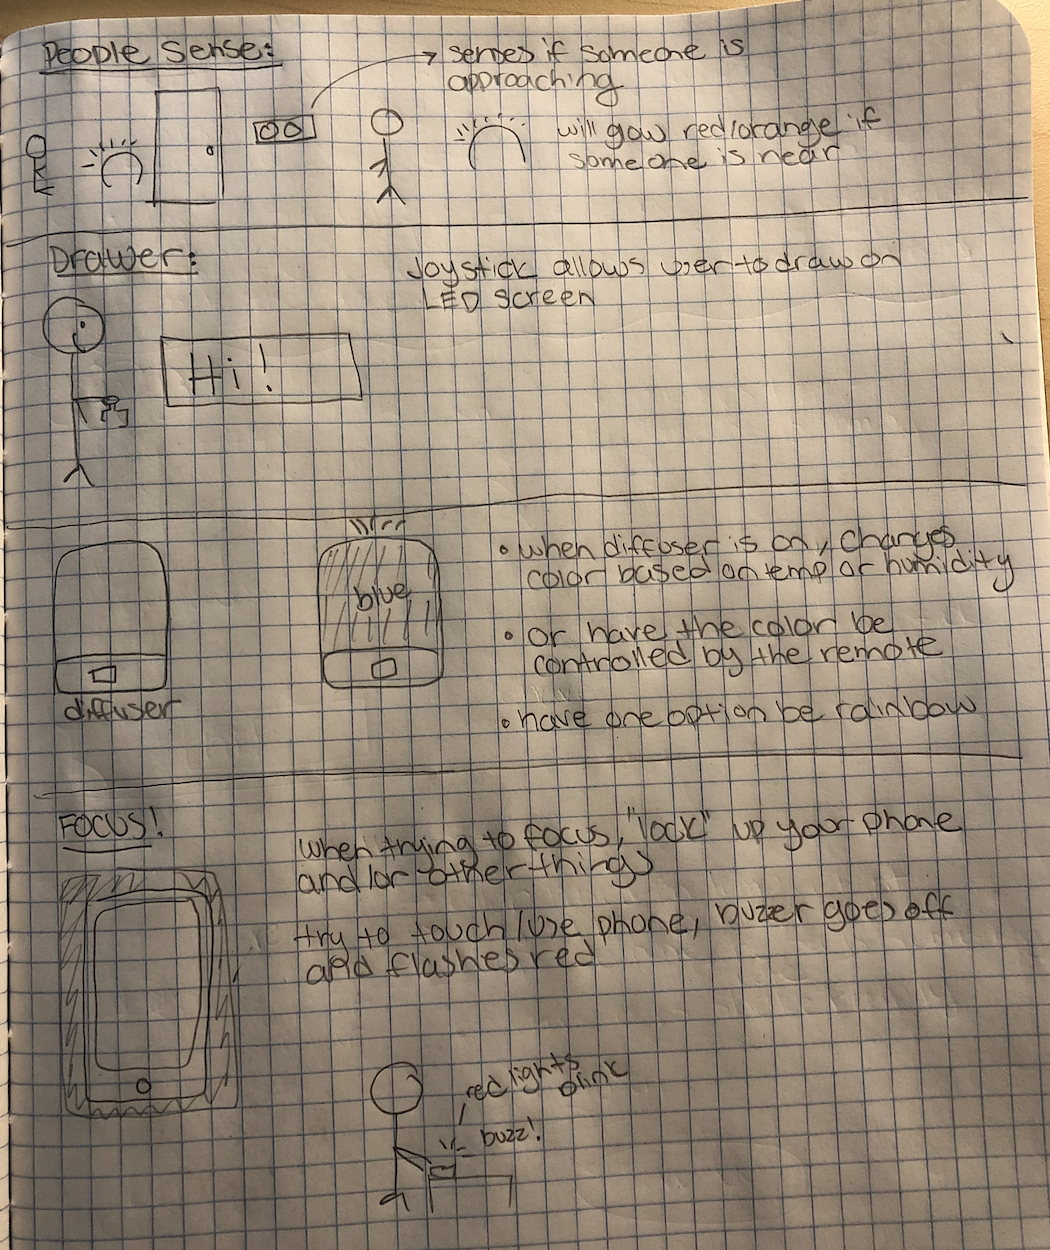 People Sense:
senses if someone is
approaching
will gow red/orange if
someone is near
Drawer:
Joystick allows user to draw on
LED screen
Hi!
blue
diffuser
• when diffuser is on, changes
color based on temp or humidity
• or have the color be
controlled by the remote
• have one option be rainbow
FOCUS!
when trying to focus, "lock" up your phone
and/or other things
try to touch/use phone, buzzer goes off
and flashes red
red lights
blink
buzz!